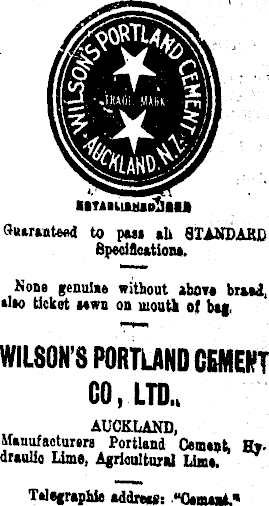 WILSON'S PORTLAND CEMENT
TRADE MARK
AUCKLAND. N.Z.
ESTABLISHED
Guaranteed to pass all STANDARD
Specifications.
None genuine without above brand,
also ticket sewn on mouth of bag.
WILSON'S PORTLAND CEMENT
CO, LTD.,
AUCKLAND,
Manufacturers Portland Cement, Hy-
draulic Lime, Agricultural Lime.
Telegraphic address: "Cement."